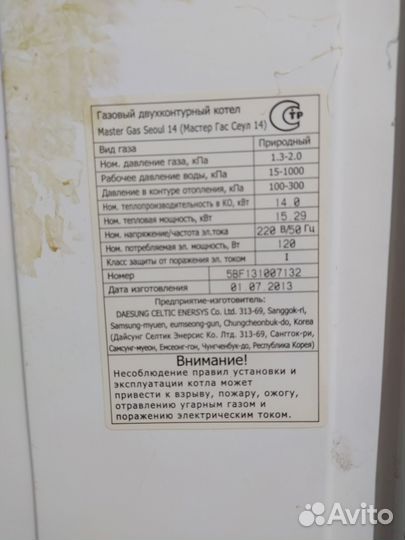 Газовый двухконтурный котел
Master Gas Seoul 14 (Мастер Гас Сеул 14)
ТР
Вид газа Природный
Ном. давление газа, кПа 1.3-2.0
Рабочее давление воды, кПа 15-1000
Давление в контуре отопления, кПа 100-300
Ном. теплопроизводительность в КО, кВт 14.0
Ном. тепловая мощность, кВт 15.29
Ном. напряжение/частота эл.тока 220 В/50 Гц
Ном. потребляемая эл. мощность, Вт 120
Класс защиты от поражения эл. током I
Номер 5BF131007132
Дата изготовления 01 07 2013
Предприятие-изготовитель:
DAESUNG CELTIC ENERSYS Co. Ltd. 313-69, Sanggok-ri,
Samsung-myuen, eumseong-gun, Chungcheonbuk-do, Korea
(Дайсунг Селтик Энерсис Ко. Лтд. 313-69, Сангток-ри,
Самсунг-муеон, Емсеонг-гон, Чунгченбук-до, Республика Корея)
Внимание!
Несоблюдение правил установки и
эксплуатации котла может
привести к взрыву, пожару, ожогу,
отравлению угарным газом и
поражению электрическим током.
Avito